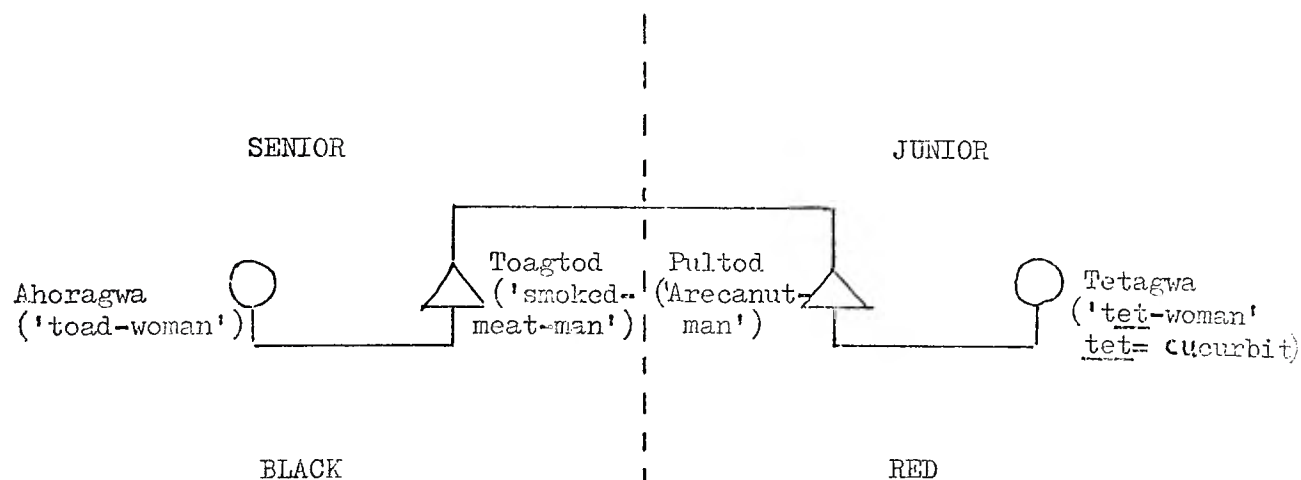 SENIOR
JUNIOR
Ahoragwa
('toad-woman')
Toagtod
('smoked-
meat-man')
Pultod
('Arecanut-
man')
Tetagwa
('tet-woman'
tet= cucurbit)
BLACK
RED